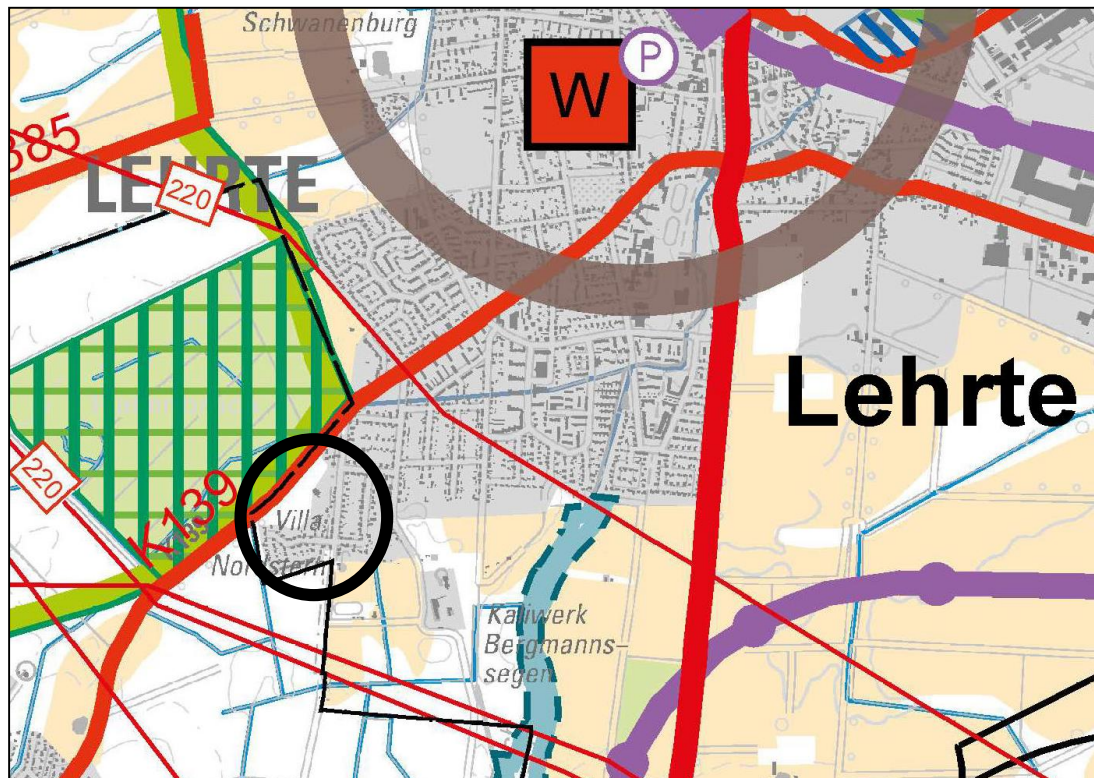 Schwanenburg
W
P
385
LEHRTE
220
Lehrte
220
K139
Villa
Nordstern
Kaliwerk
Bergmanns-
segen